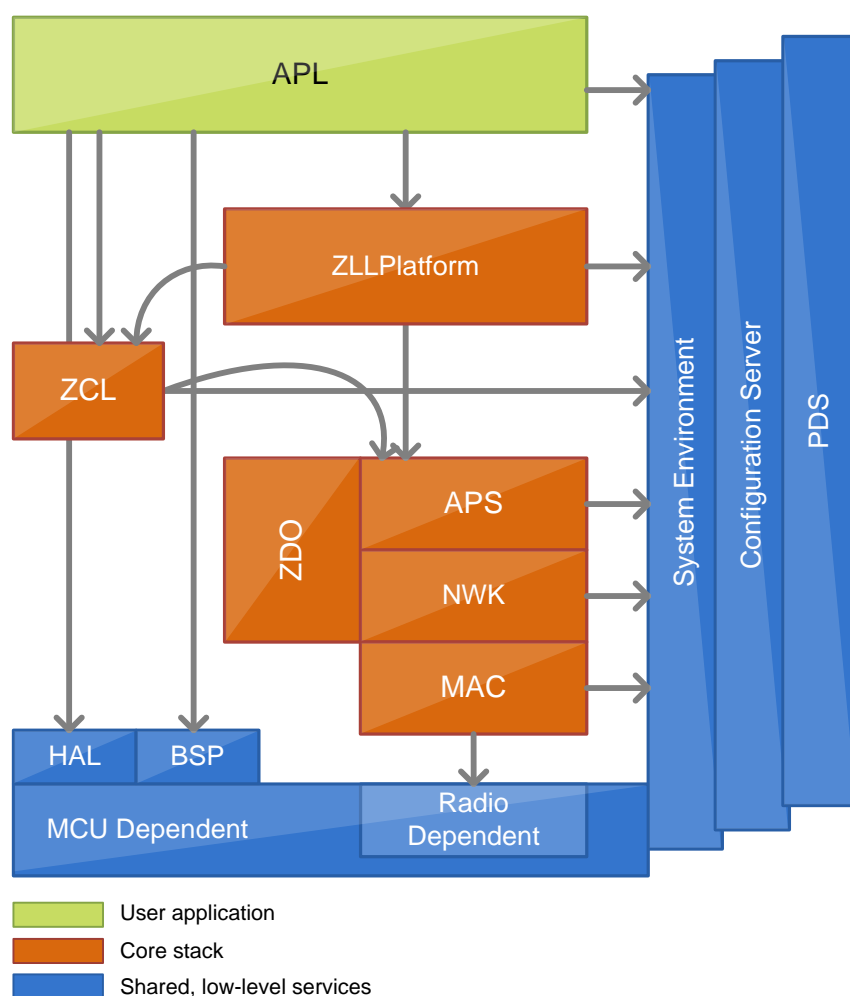 APL
ZLLPlatform
ZCL
System Environment
Configuration Server
PDS
ZDO
APS
NWK
MAC
HAL
BSP
MCU Dependent
Radio
Dependent
User application
Core stack
Shared, low-level services